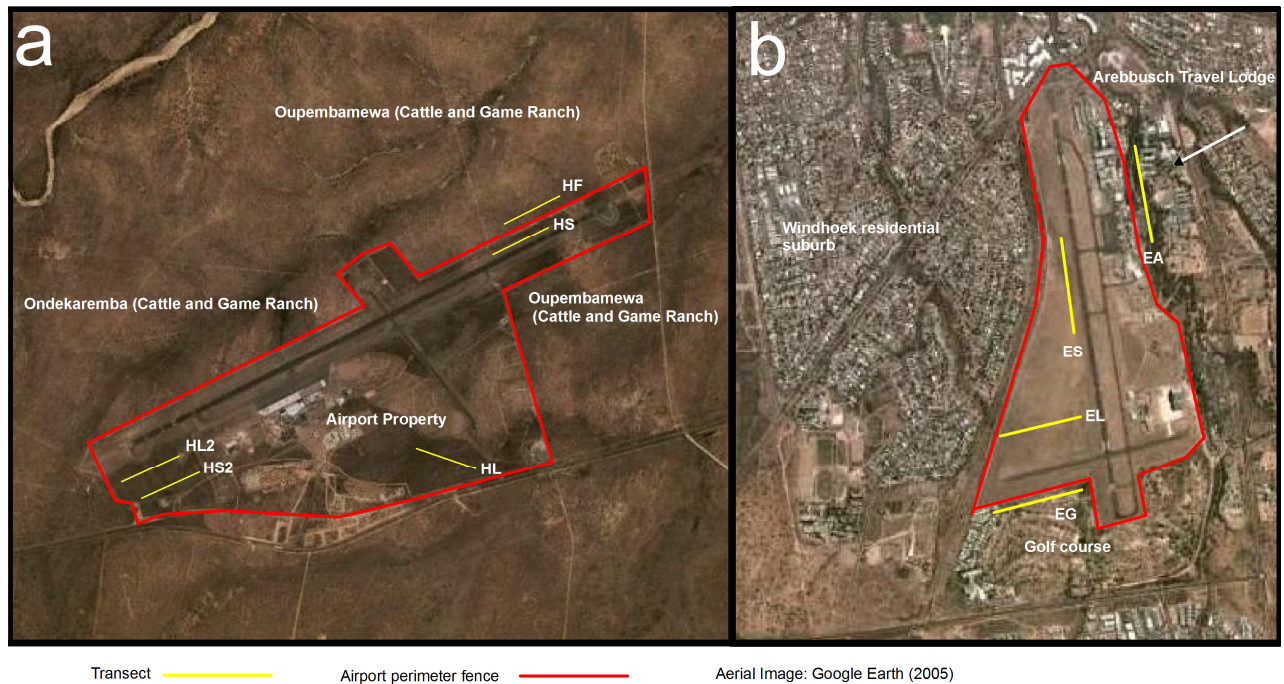 a
Oupembamewa (Cattle and Game Ranch)
HF
HS
Ondekaremba (Cattle and Game Ranch)
Oupembamewa
(Cattle and Game Ranch)
Airport Property
HL2
HS2
HL
b
Arebbusch Travel Lodge
Windhoek residential
suburb
EA
ES
EL
EG
Golf course
Transect
Airport perimeter fence
Aerial Image: Google Earth (2005)